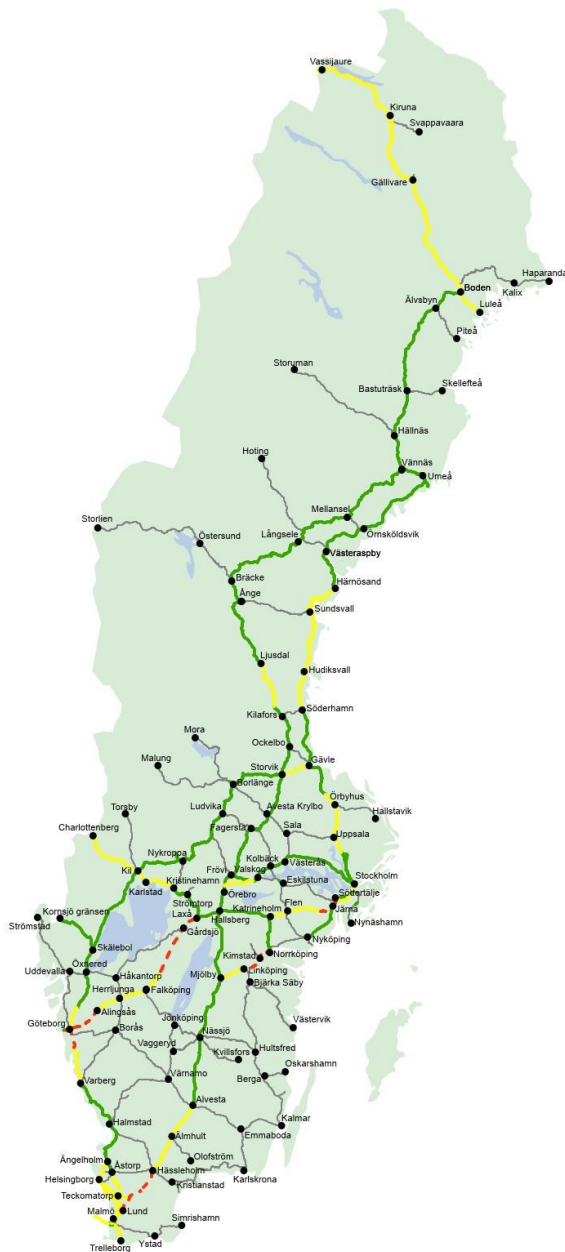 Vassijaure
Kiruna
Svappavaara
Gällivare
Haparanda
Boden
Kalix
Älvsbyn
Luleå
Piteå
Storuman
Bastuträsk
Skellefteå
Hällnäs
Hoting
Vännäs
Umeå
Mellansel
Storlien
Örnsköldsvik
Östersund
Långsele
Västeraspby
Bräcke
Härnösand
Ånge
Sundsvall
Ljusdal
Hudiksvall
Kilafors
Söderhamn
Mora
Ockelbo
Malung
Storvik
Gävle
Borlänge
Torsby
Ludvika
Avesta Krylbo
Örbyhus
Hallstavik
Charlottenberg
Fagersta
Sala
Uppsala
Nykroppa
Kolbäck
Västerås
Kil
Frövi
Valskog
Kristinehamn
Eskilstuna
Stockholm
Karlstad
Örebro
Strömtorp
Katrineholm
Flen
Södertälje
Kornsjö gränsen
Laxå
Hallsberg
Järna
Strömstad
Gårdsjö
Nynäshamn
Nyköping
Skälebol
Kimstad
Norrköping
Öxnered
Uddevalla
Håkantorp
Mjölby
Linköping
Herrljunga
Falköping
Bjärka Säby
Alingsås
Göteborg
Borås
Jönköping
Nässjö
Västervik
Vaggeryd
Kvillsfors
Hultsfred
Oskarshamn
Värnamo
Berga
Varberg
Alvesta
Halmstad
Kalmar
Älmhult
Emmaboda
Ängelholm
Olofström
Åstorp
Hässleholm
Helsingborg
Karlskrona
Kristianstad
Teckomatorp
Malmö
Lund
Simrishamn
Ystad
Trelleborg